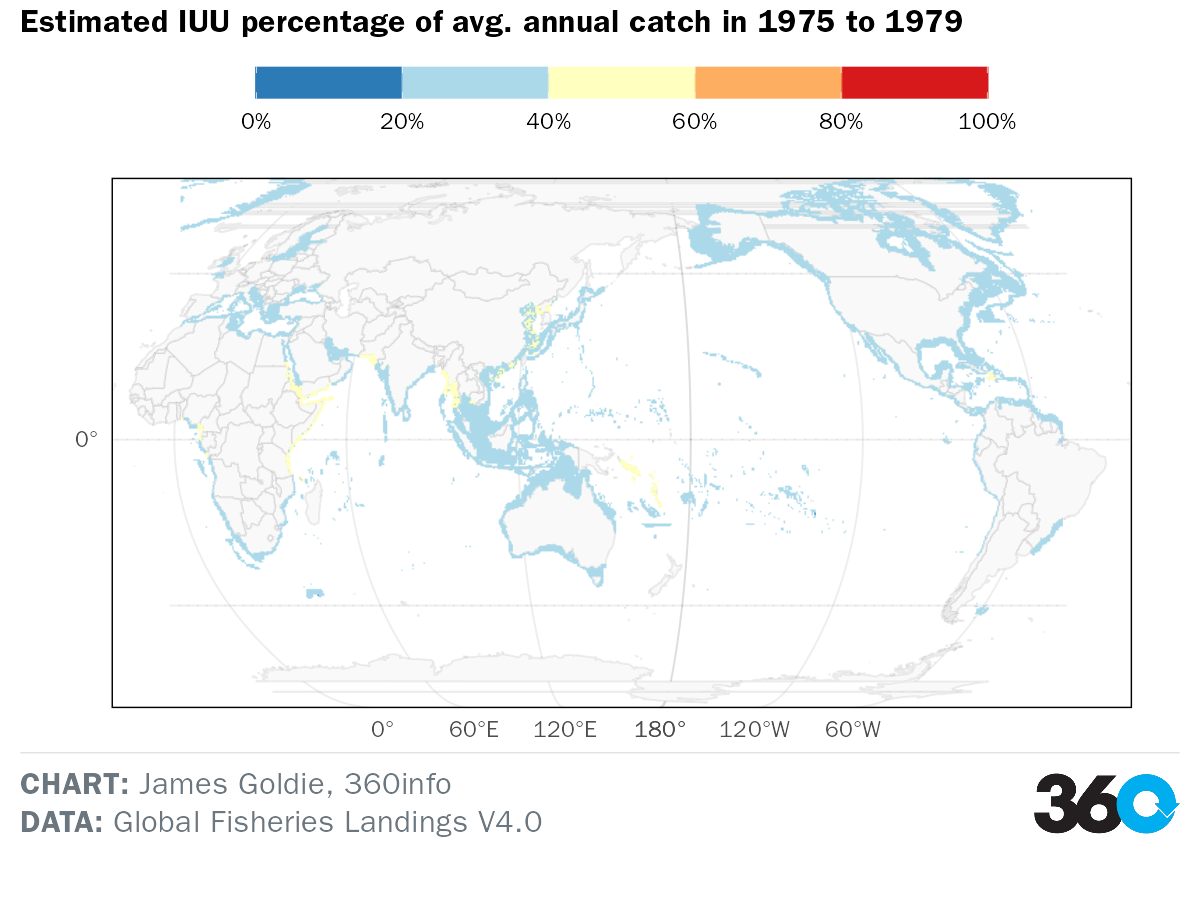 Estimated IUU percentage of avg. annual catch in 1975 to 1979
0% 20% 40% 60% 80% 100%
0°
0° 60°E 120°E 180° 120°W 60°W
CHART: James Goldie, 360info
DATA: Global Fisheries Landings V4.0
360